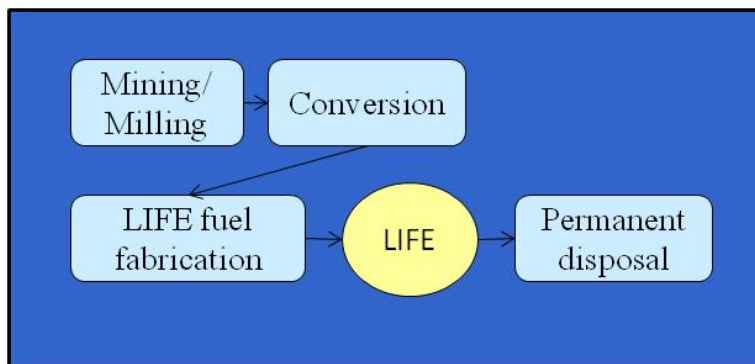 Mining/
Milling
Conversion
LIFE fuel
fabrication
LIFE
Permanent
disposal